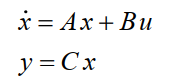 ẋ = Ax + Bu
y = Cx